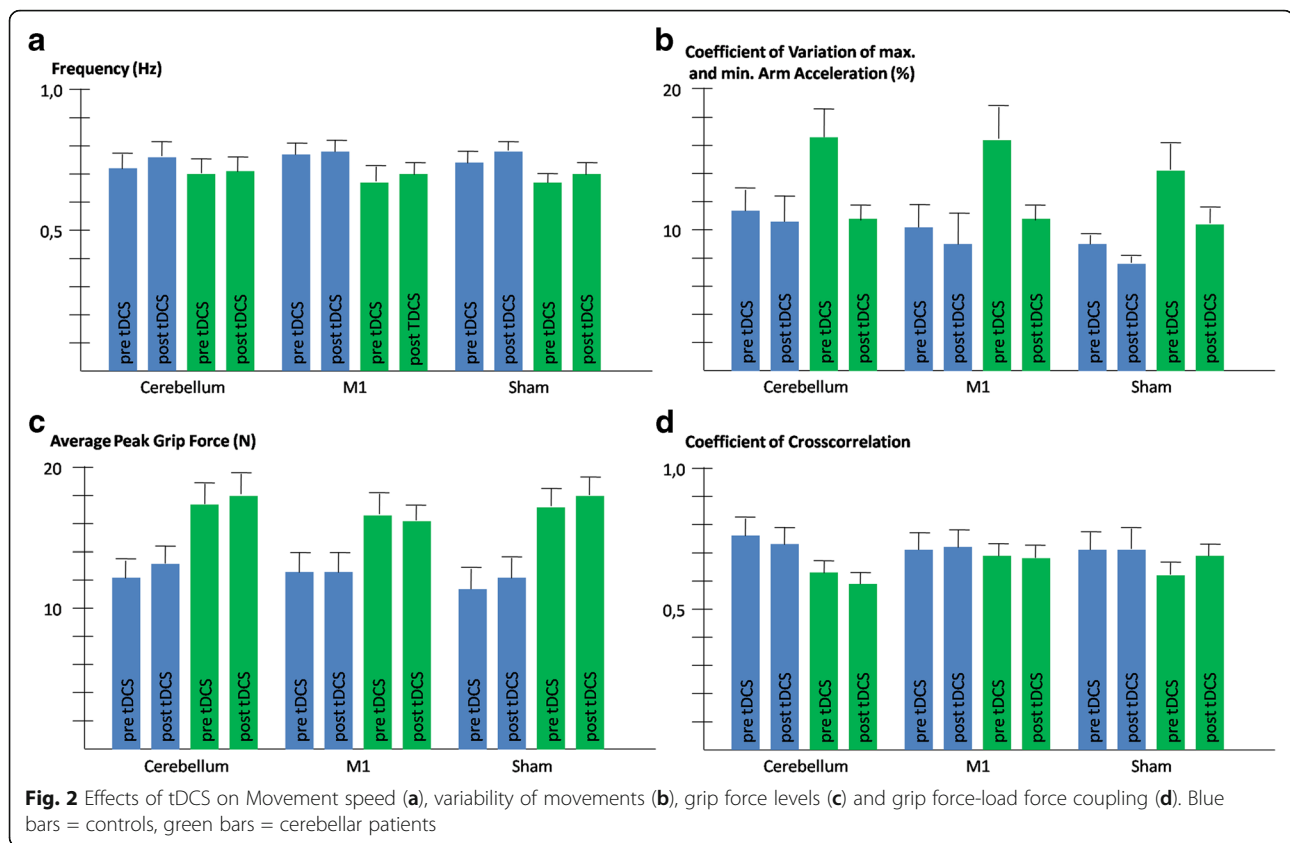 a
Frequency (Hz)
1,0
0,5
pre tDCS
post tDCS
pre tDCS
post tDCS
pre tDCS
post tDCS
pre tDCS
post TDCS
pre tDCS
post tDCS
pre tDCS
post tDCS
Cerebellum M1 Sham
b
Coefficient of Variation of max.
and min. Arm Acceleration (%)
20
10
pre tDCS
post tDCS
pre tDCS
post tDCS
pre tDCS
post tDCS
pre tDCS
post tDCS
pre tDCS
post tDCS
pre tDCS
post tDCS
Cerebellum M1 Sham
c
Average Peak Grip Force (N)
20
10
pre tDCS
post tDCS
pre tDCS
post tDCS
pre tDCS
post tDCS
pre tDCS
post tDCS
pre tDCS
post tDCS
pre tDCS
post tDCS
Cerebellum M1 Sham
d
Coefficient of Crosscorrelation
1,0
0,5
pre tDCS
post tDCS
pre tDCS
post tDCS
pre tDCS
post tDCS
pre tDCS
post tDCS
pre tDCS
post tDCS
pre tDCS
post tDCS
Cerebellum M1 Sham
Fig. 2 Effects of tDCS on Movement speed (a), variability of movements (b), grip force levels (c) and grip force-load force coupling (d). Blue
bars = controls, green bars = cerebellar patients